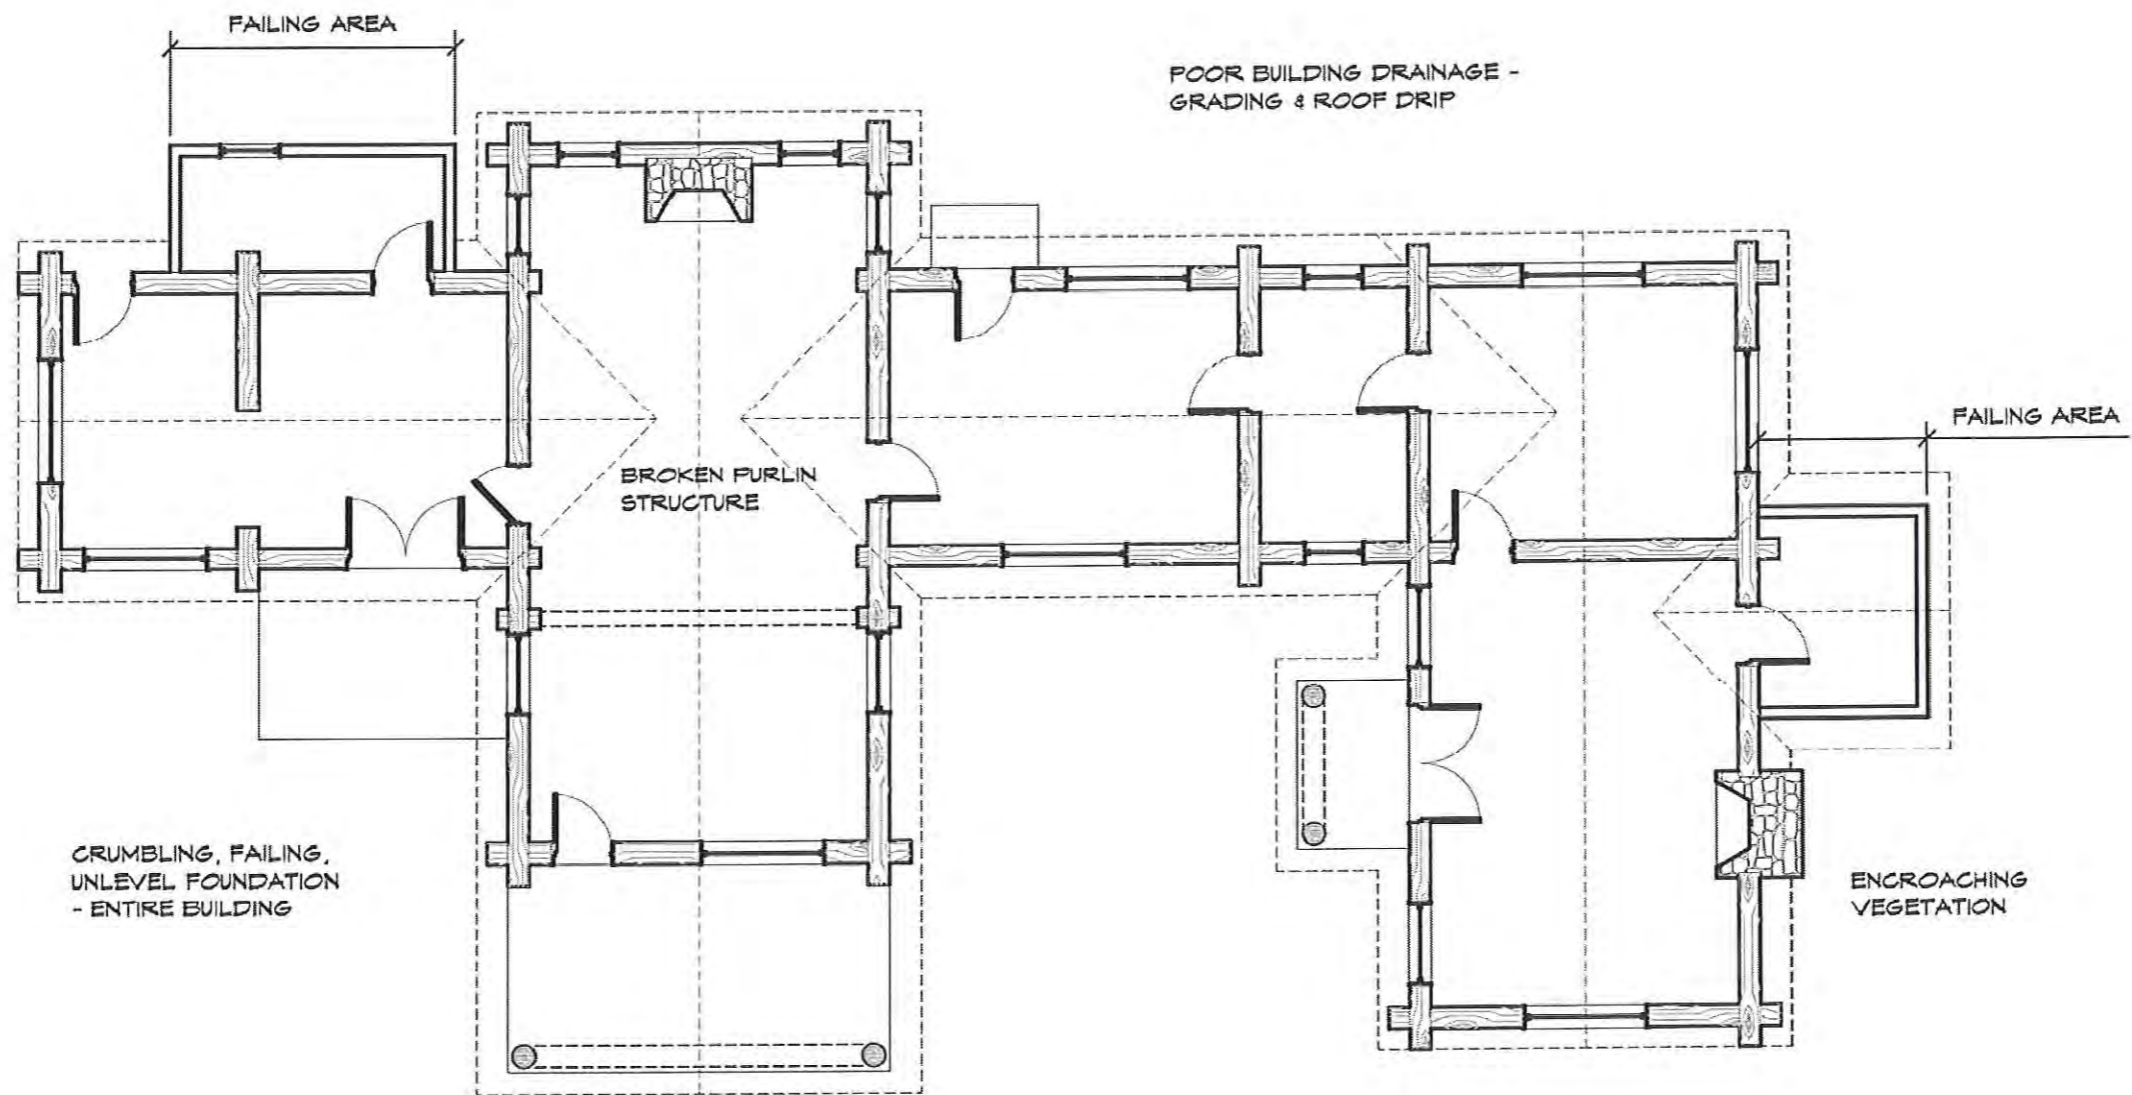 FAILING AREA
POOR BUILDING DRAINAGE -
GRADING & ROOF DRIP
FAILING AREA
BROKEN PURLIN
STRUCTURE
CRUMBLING, FAILING,
UNLEVEL FOUNDATION
- ENTIRE BUILDING
ENCROACHING
VEGETATION